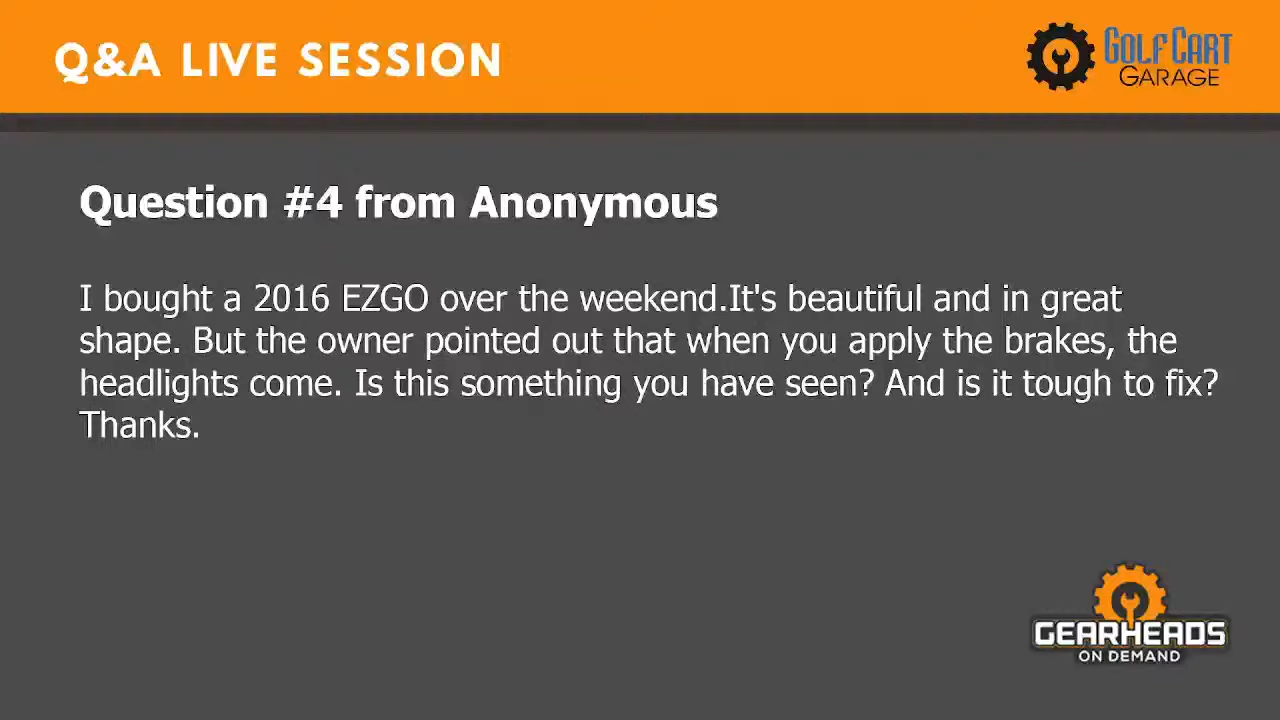 Q&A LIVE SESSION
GOLF CART
GARAGE
Question #4 from Anonymous
I bought a 2016 EZGO over the weekend.It's beautiful and in great
shape. But the owner pointed out that when you apply the brakes, the
headlights come. Is this something you have seen? And is it tough to fix?
Thanks.
GEARHEADS
ON DEMAND